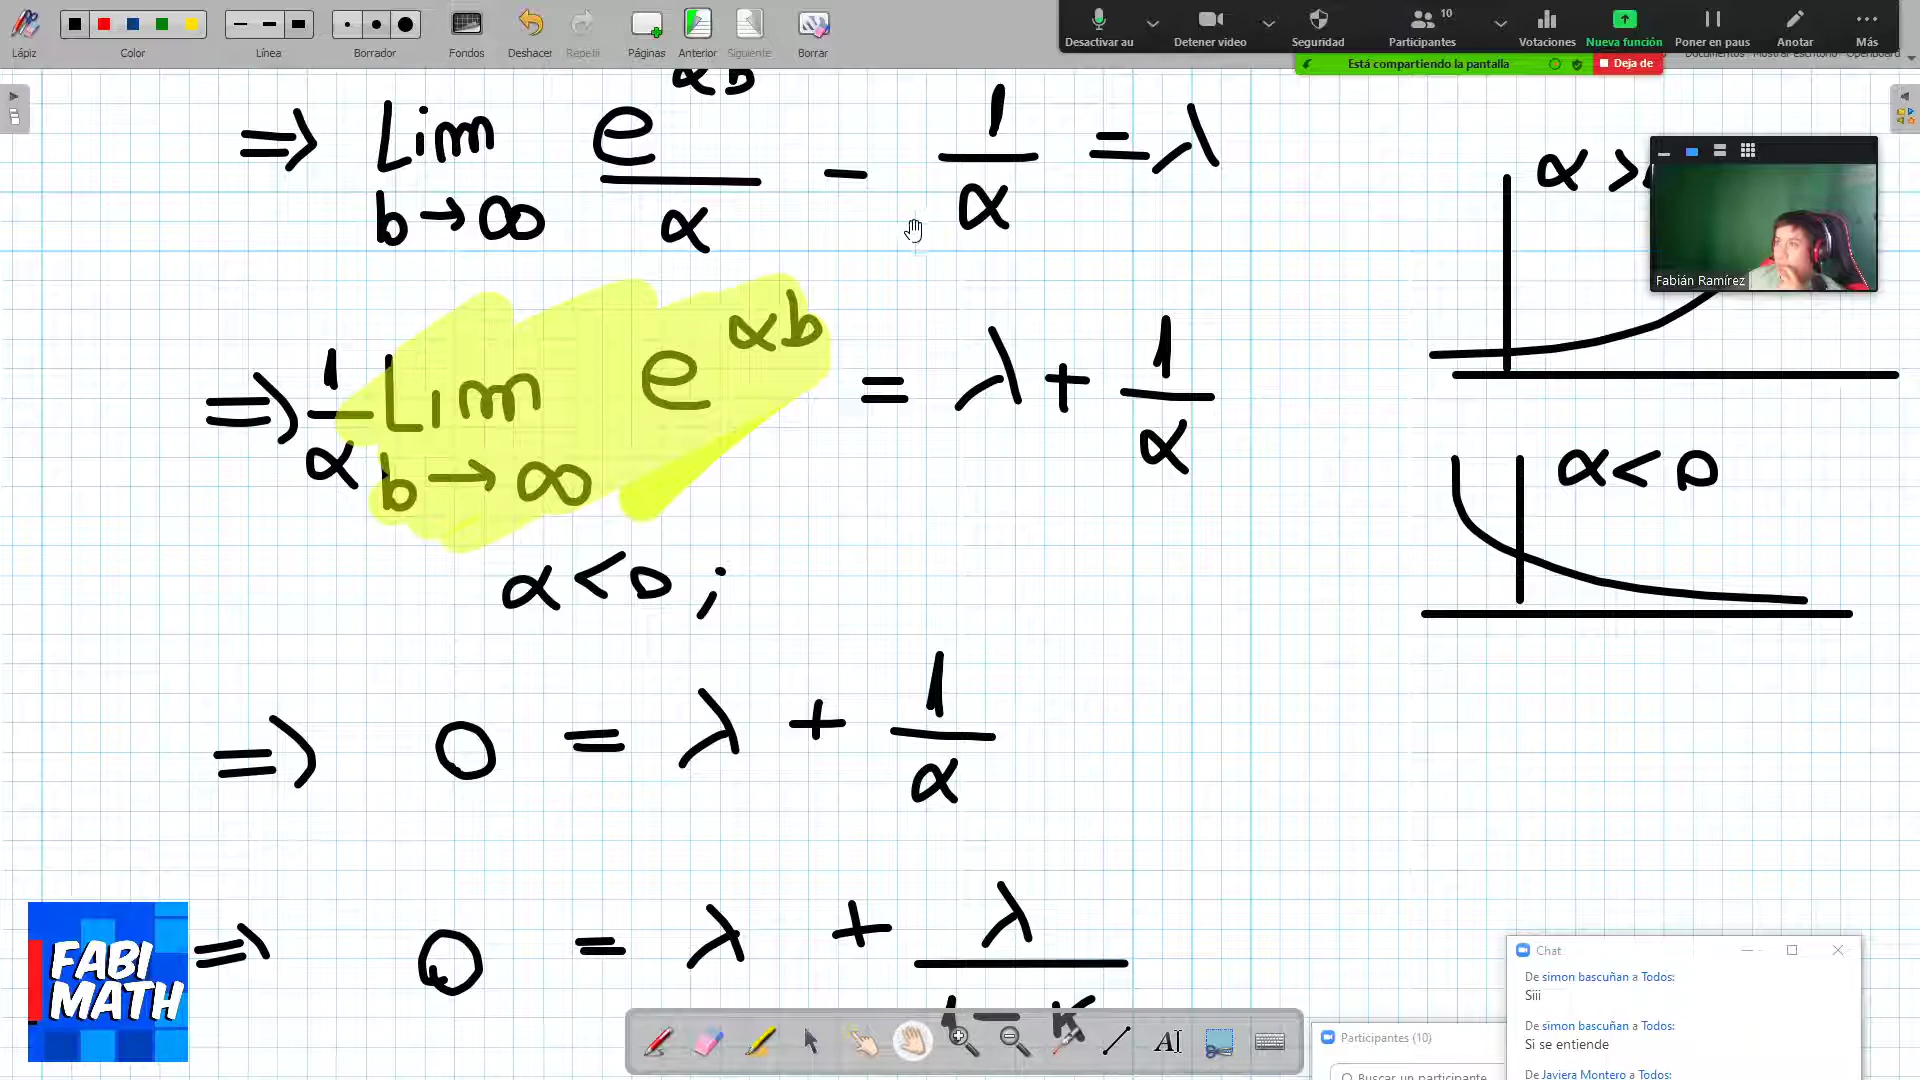 Lápiz Color Línea Borrador Fondos Deshacer Repetir Páginas Anterior Siguiente Borrar
Desactivar au Detener video Seguridad Participantes 10 Votaciones Nueva función Poner en paus Anotar Más
Está compartiendo la pantalla Deja de
⇒ Lim b→∞ e^αb/α - 1/α = λ
α >
Fabián Ramírez
⇒ 1/α Lim b→∞ e^αb = λ + 1/α
α < 0
α < 0 ;
⇒ 0 = λ + 1/α
⇒ 0 = λ + λ/1-k
FABI
MATH
Chat
De simon bascuñan a Todos:
Siii
De simon bascuñan a Todos:
Si se entiende
De Javiera Montero a Todos:
Participantes (10)
Buscar un participante